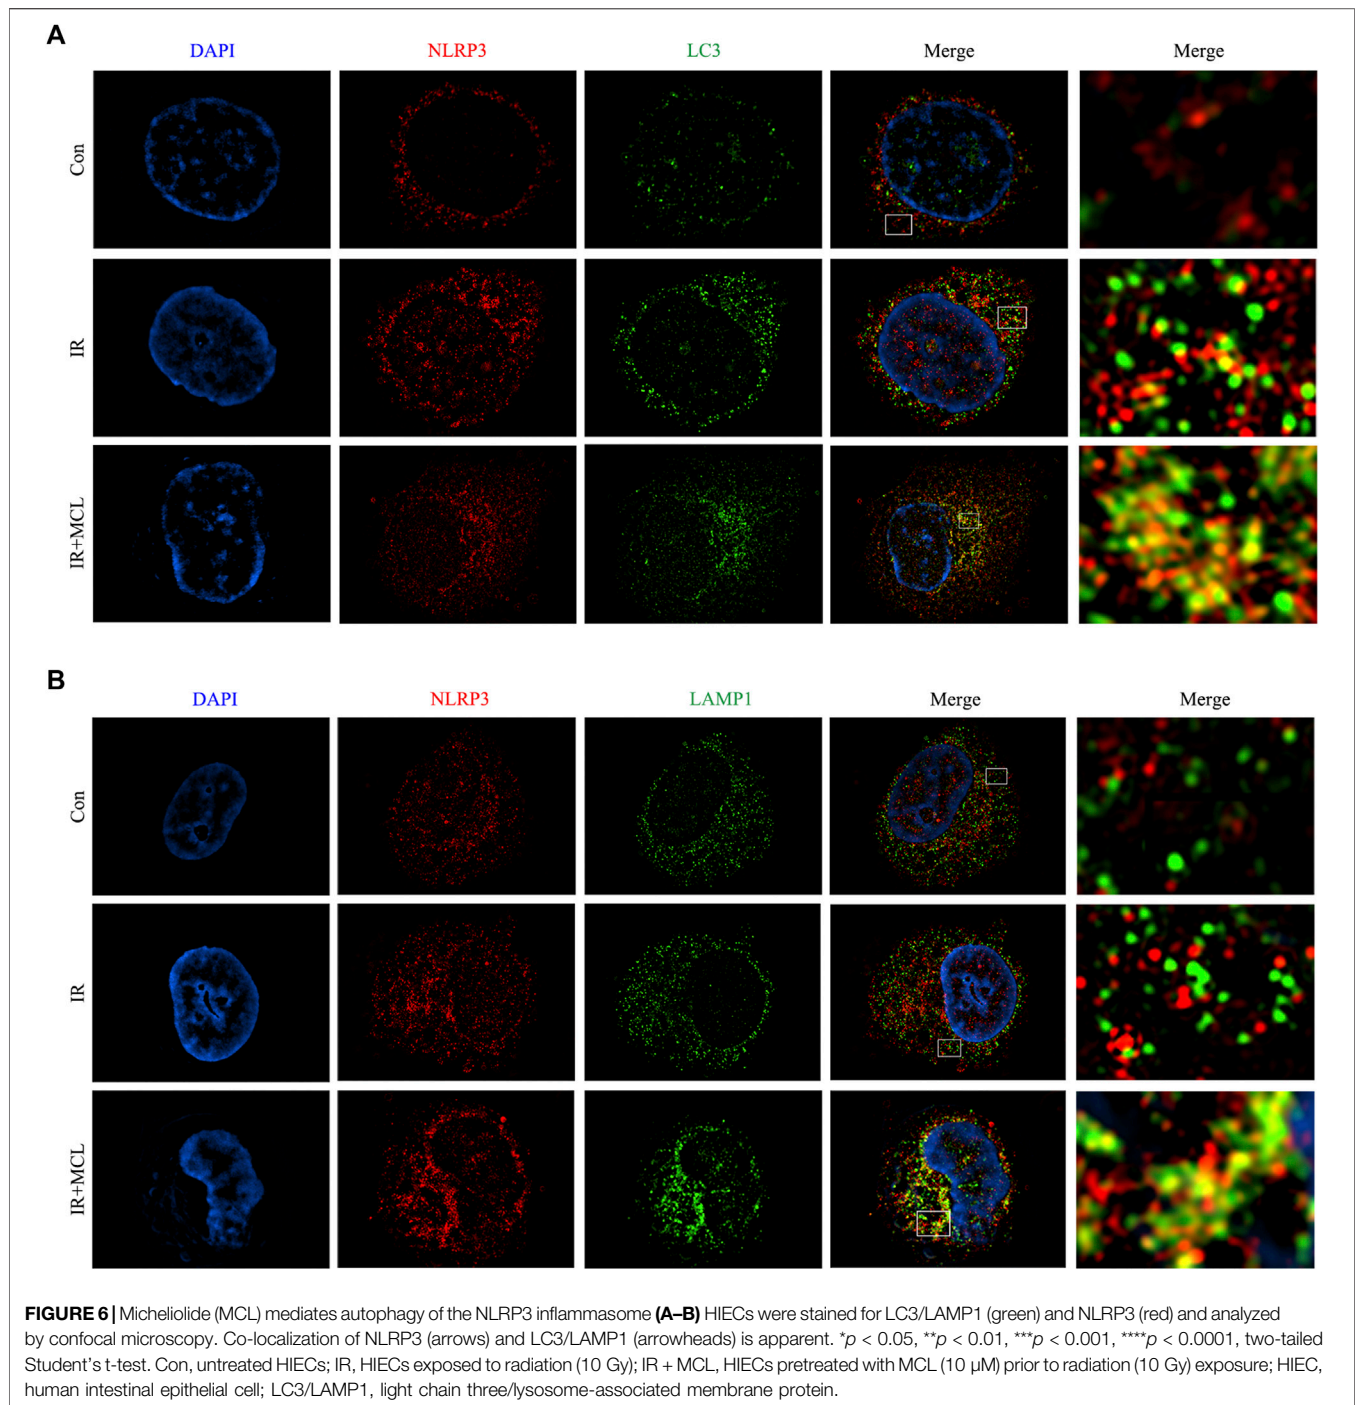 A
DAPI NLRP3 LC3 Merge Merge
Con
IR
IR+MCL
B
DAPI NLRP3 LAMP1 Merge Merge
Con
IR
IR+MCL
FIGURE 6 | Micheliolide (MCL) mediates autophagy of the NLRP3 inflammasome (A–B) HIECs were stained for LC3/LAMP1 (green) and NLRP3 (red) and analyzed
by confocal microscopy. Co-localization of NLRP3 (arrows) and LC3/LAMP1 (arrowheads) is apparent. *p < 0.05, **p < 0.01, ***p < 0.001, ****p < 0.0001, two-tailed
Student's t-test. Con, untreated HIECs; IR, HIECs exposed to radiation (10 Gy); IR + MCL, HIECs pretreated with MCL (10 μM) prior to radiation (10 Gy) exposure; HIEC,
human intestinal epithelial cell; LC3/LAMP1, light chain three/lysosome-associated membrane protein.